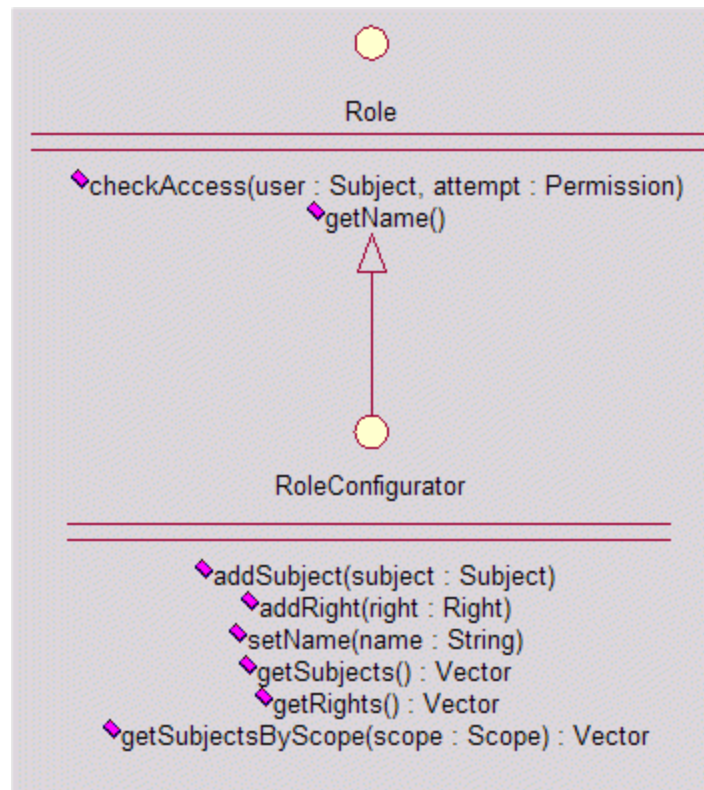 Role
checkAccess(user : Subject, attempt : Permission)
getName()
RoleConfigurator
addSubject(subject : Subject)
addRight(right : Right)
setName(name : String)
getSubjects() : Vector
getRights() : Vector
getSubjectsByScope(scope : Scope) : Vector